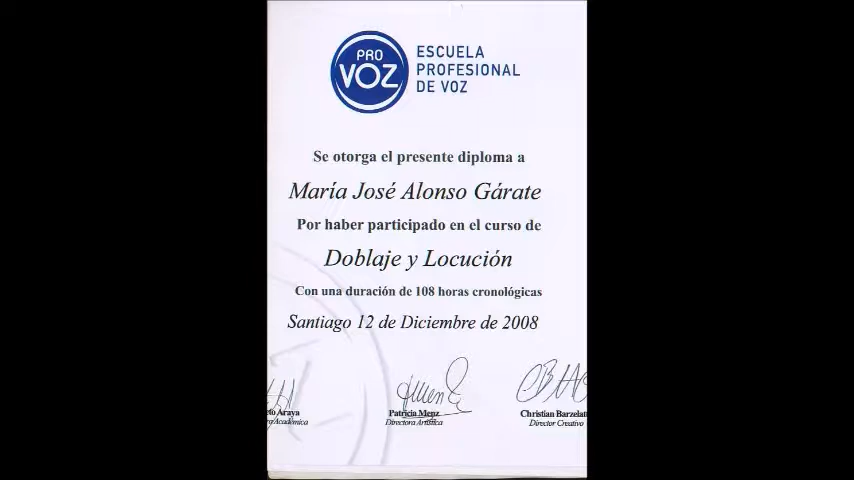 PRO
VOZ
ESCUELA
PROFESIONAL
DE VOZ
Se otorga el presente diploma a
María José Alonso Gárate
Por haber participado en el curso de
Doblaje y Locución
Con una duración de 108 horas cronológicas
Santiago 12 de Diciembre de 2008
Araya Patricia Menz Christian
Académica Directora Artística Director Creativo